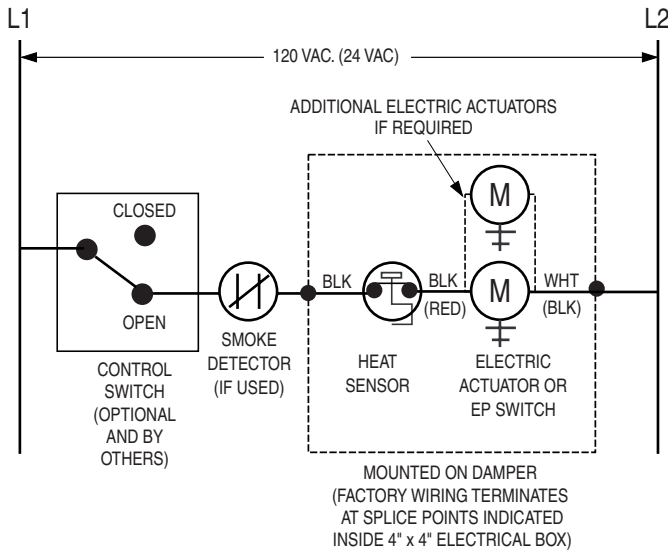 L1
L2
120 VAC. (24 VAC)
ADDITIONAL ELECTRIC ACTUATORS
IF REQUIRED
M
CLOSED
OPEN
BLK
BLK
(RED)
M
WHT
(BLK)
CONTROL
SWITCH
(OPTIONAL
AND BY
OTHERS)
SMOKE
DETECTOR
(IF USED)
HEAT
SENSOR
ELECTRIC
ACTUATOR OR
EP SWITCH
MOUNTED ON DAMPER
(FACTORY WIRING TERMINATES
AT SPLICE POINTS INDICATED
INSIDE 4" x 4" ELECTRICAL BOX)